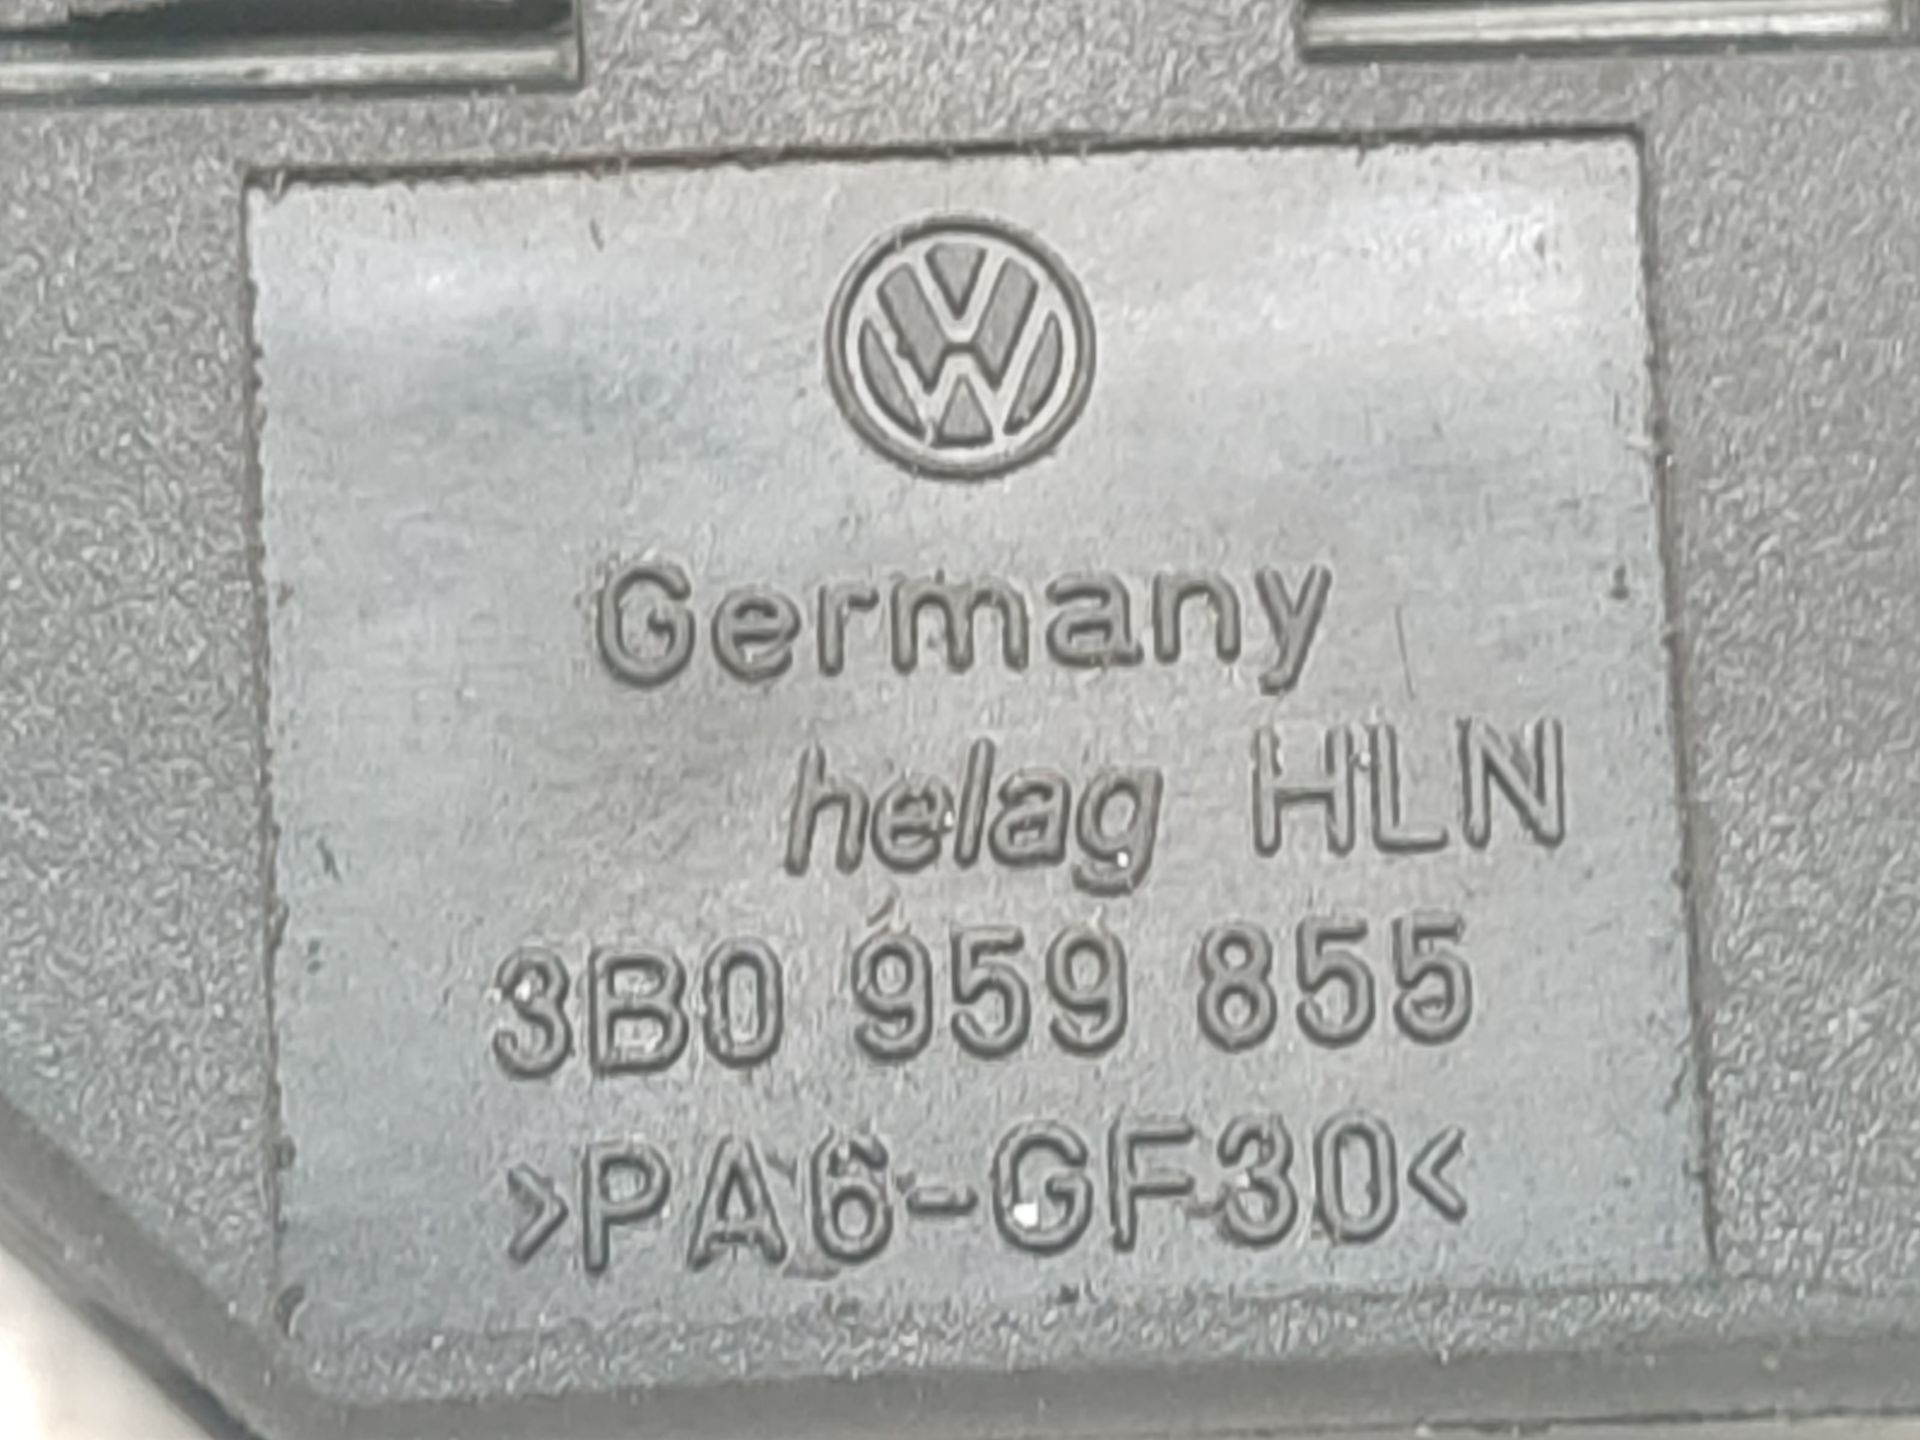 Germany
helag HLN
3B0 959 855
>PA6-GF30<